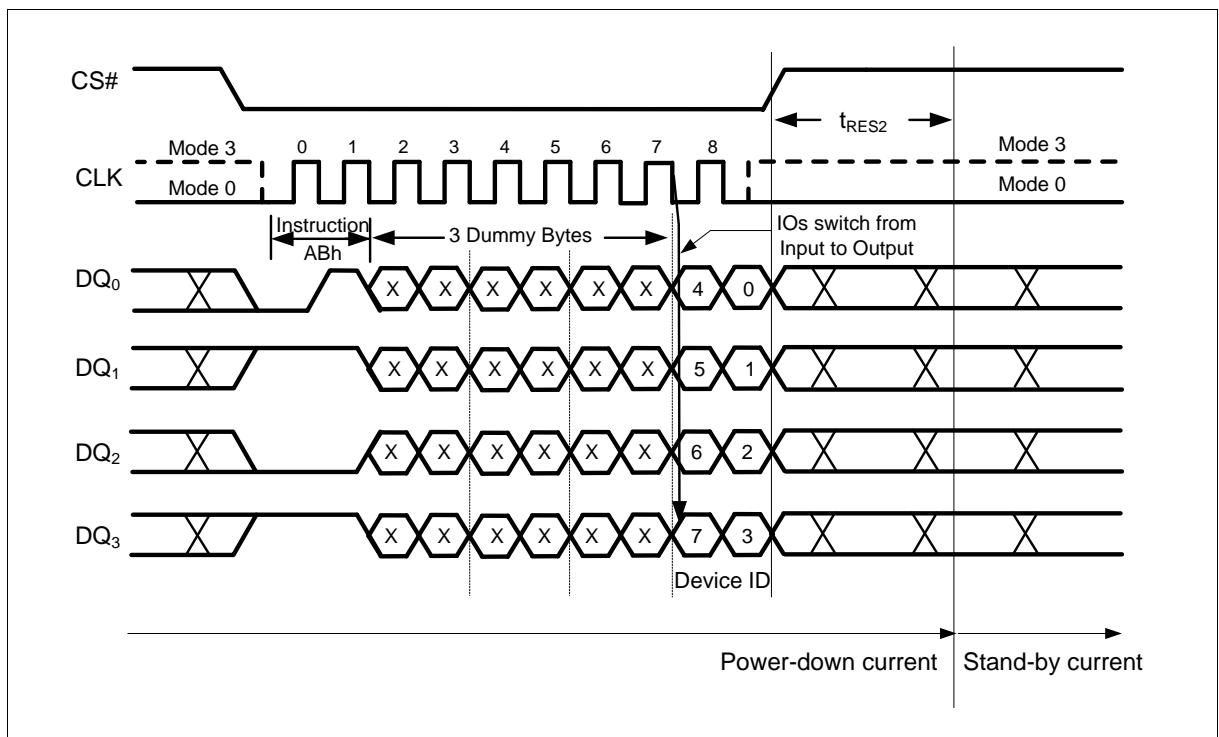 CS#
tRES2
0 1 2 3 4 5 6 7 8
Mode 3
Mode 3
CLK
Mode 0
Mode 0
Instruction
ABh
3 Dummy Bytes
IOs switch from
Input to Output
DQ0
X X X X X X 4 0
DQ1
X X X X X X 5 1
DQ2
X X X X X X 6 2
DQ3
X X X X X X 7 3
Device ID
Power-down current
Stand-by current